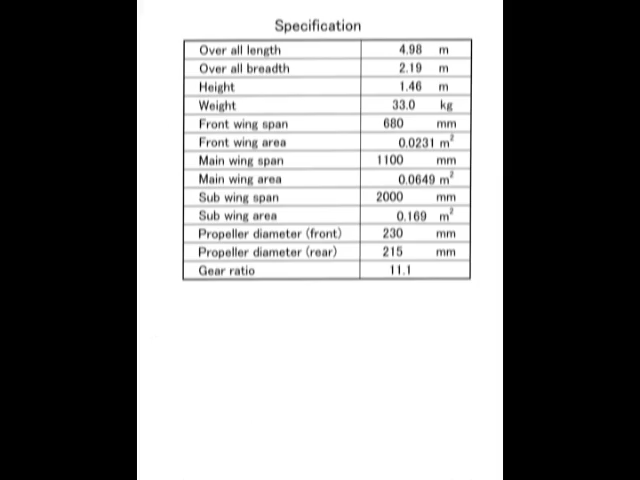 Specification
Over all length 4.98 m
Over all breadth 2.19 m
Height 1.46 m
Weight 33.0 kg
Front wing span 680 mm
Front wing area 0.0231 m²
Main wing span 1100 mm
Main wing area 0.0649 m²
Sub wing span 2000 mm
Sub wing area 0.169 m²
Propeller diameter (front) 230 mm
Propeller diameter (rear) 215 mm
Gear ratio 11.1